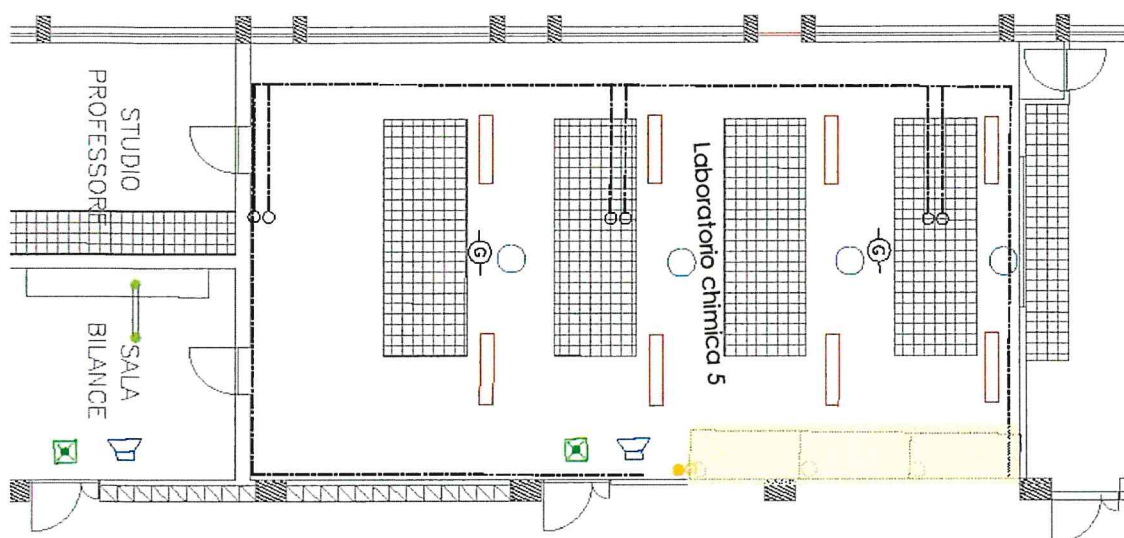 STUDIO
PROFESSORE
SALA
BILANCE
Laboratorio chimica 5
G
G